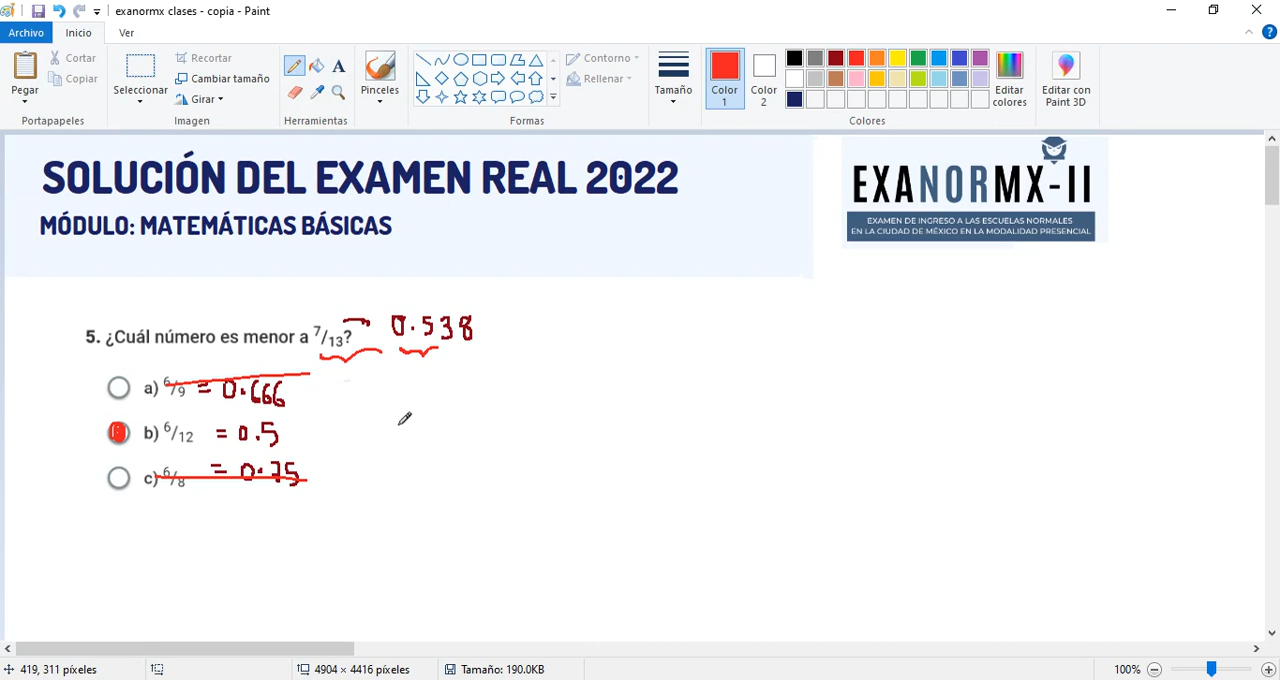 exanormx clases - copia - Paint
Archivo Inicio Ver
Pegar
Cortar
Copiar
Portapapeles
Seleccionar
Recortar
Cambiar tamaño
Girar
Imagen
Herramientas
Pinceles
Contorno
Rellenar
Formas
Tamaño
Color 1
Color 2
Editar colores
Editar con Paint 3D
Colores
SOLUCIÓN DEL EXAMEN REAL 2022
MÓDULO: MATEMÁTICAS BÁSICAS
EXANORMX-II
EXAMEN DE INGRESO A LAS ESCUELAS NORMALES
EN LA CIUDAD DE MÉXICO EN LA MODALIDAD PRESENCIAL
5. ¿Cuál número es menor a 7/13? → 0.538
a) 6/9 = 0.666
b) 6/12 = 0.5
c) 6/8 = 0.75
419, 311 píxeles
4904 × 4416 píxeles
Tamaño: 190.0KB
100%